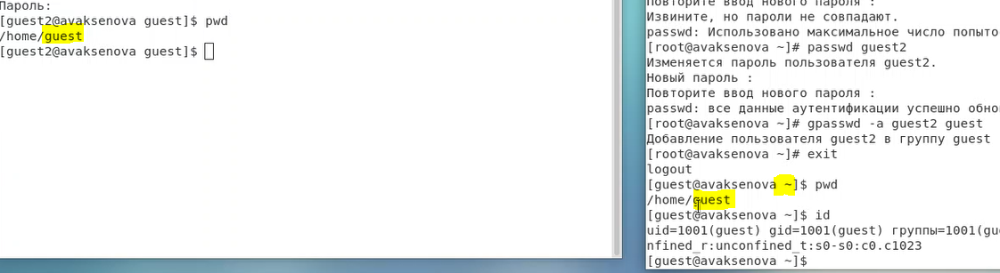 Пароль:
[guest2@avaksenova guest]$ pwd
/home/guest
[guest2@avaksenova guest]$
Повторите ввод нового пароля :
Извините, но пароли не совпадают.
passwd: Использовано максимальное число попыто
[root@avaksenova ~]# passwd guest2
Изменяется пароль пользователя guest2.
Новый пароль :
Повторите ввод нового пароля :
passwd: все данные аутентификации успешно обно
[root@avaksenova ~]# gpasswd -a guest2 guest
Добавление пользователя guest2 в группу guest
[root@avaksenova ~]# exit
logout
[guest@avaksenova ~]$ pwd
/home/guest
[guest@avaksenova ~]$ id
uid=1001(guest) gid=1001(guest) группы=1001(gu
nfined_r:unconfined_t:s0-s0:c0.c1023
[guest@avaksenova ~]$